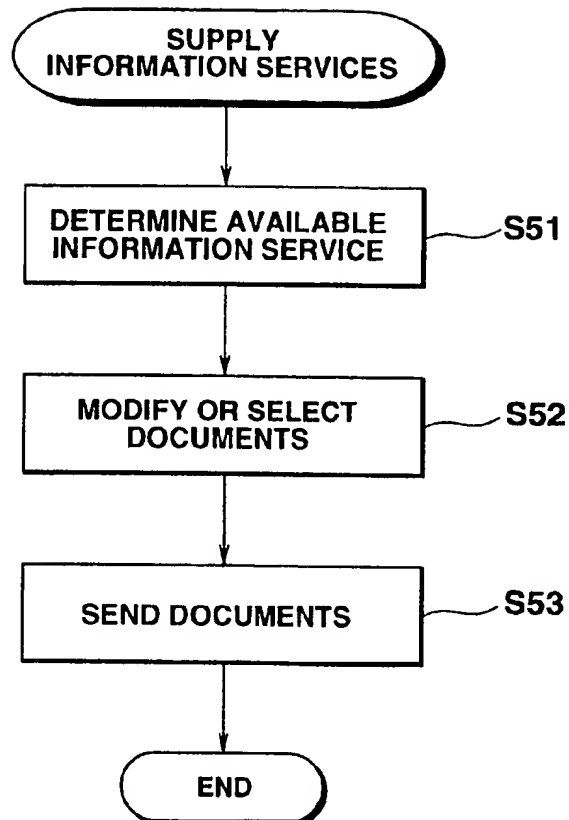 SUPPLY
INFORMATION SERVICES
DETERMINE AVAILABLE
INFORMATION SERVICE
S51
MODIFY OR SELECT
DOCUMENTS
S52
SEND DOCUMENTS
S53
END